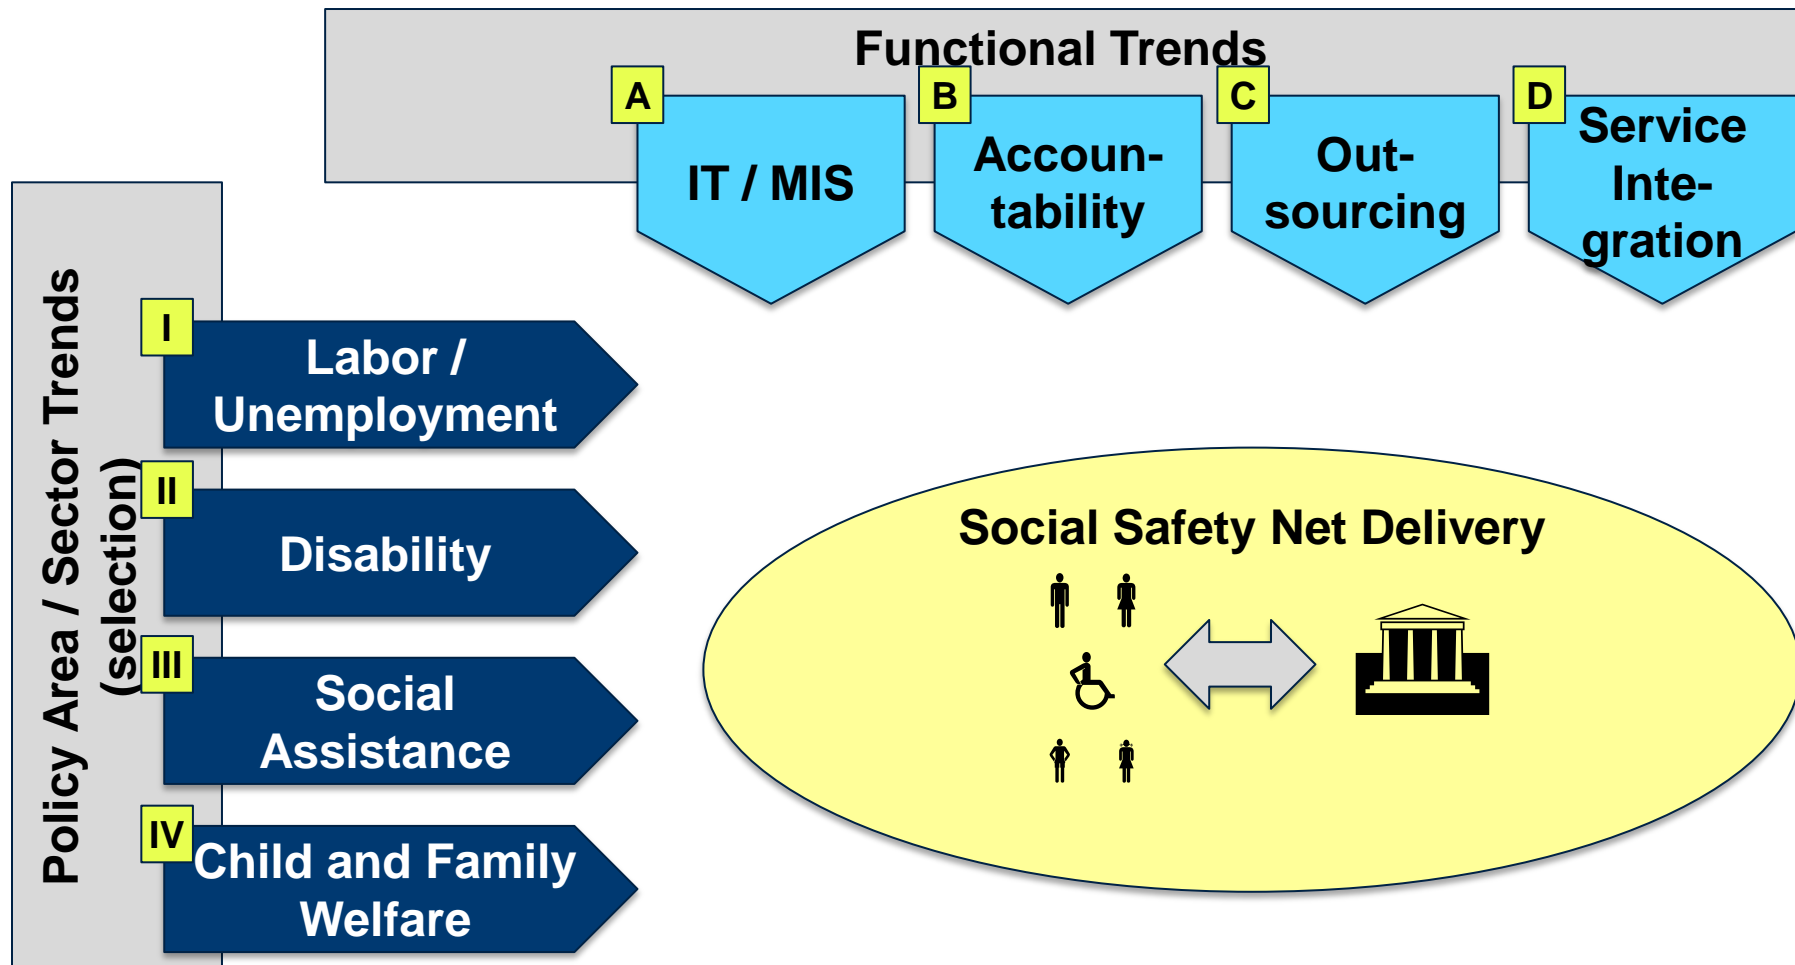 Functional Trends
A
IT / MIS
B
Accoun-
tability
C
Out-
sourcing
D
Service
Inte-
gration
Policy Area / Sector Trends
(selection)
I
Labor /
Unemployment
II
Disability
III
Social
Assistance
IV
Child and Family
Welfare
Social Safety Net Delivery